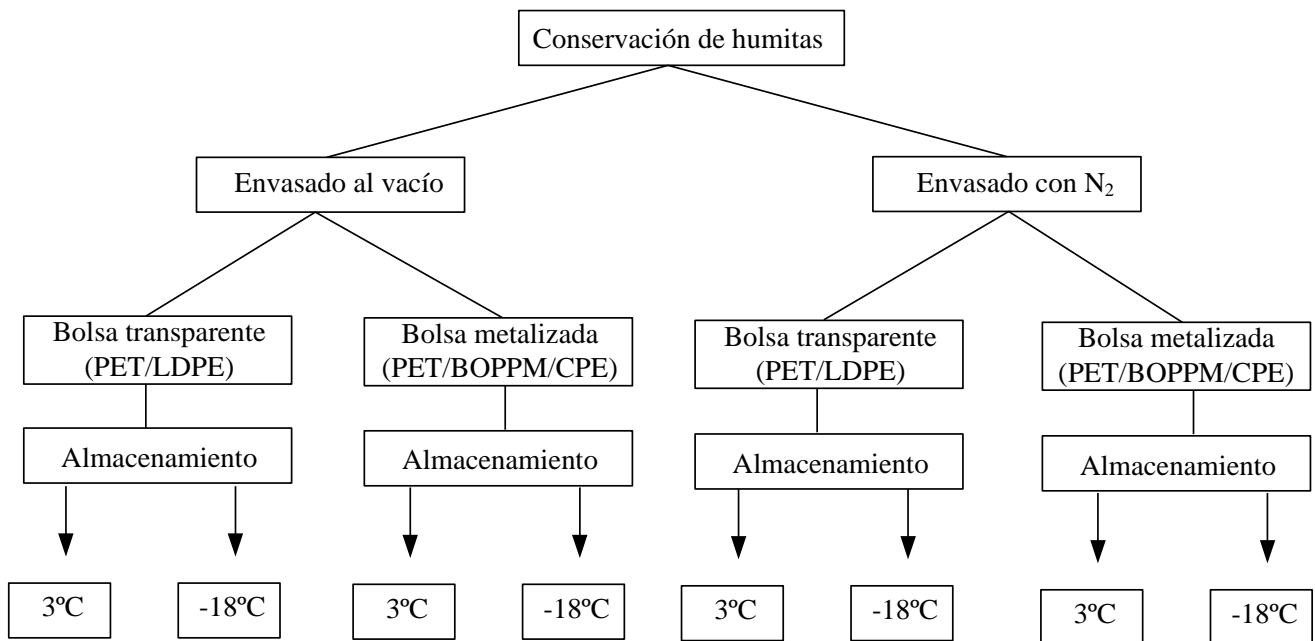 Conservación de humitas
Envasado al vacío
Envasado con N₂
Bolsa transparente
(PET/LDPE)
Bolsa metalizada
(PET/BOPPM/CPE)
Bolsa transparente
(PET/LDPE)
Bolsa metalizada
(PET/BOPPM/CPE)
Almacenamiento
Almacenamiento
Almacenamiento
Almacenamiento
3ºC
-18ºC
3ºC
-18ºC
3ºC
-18ºC
3ºC
-18ºC